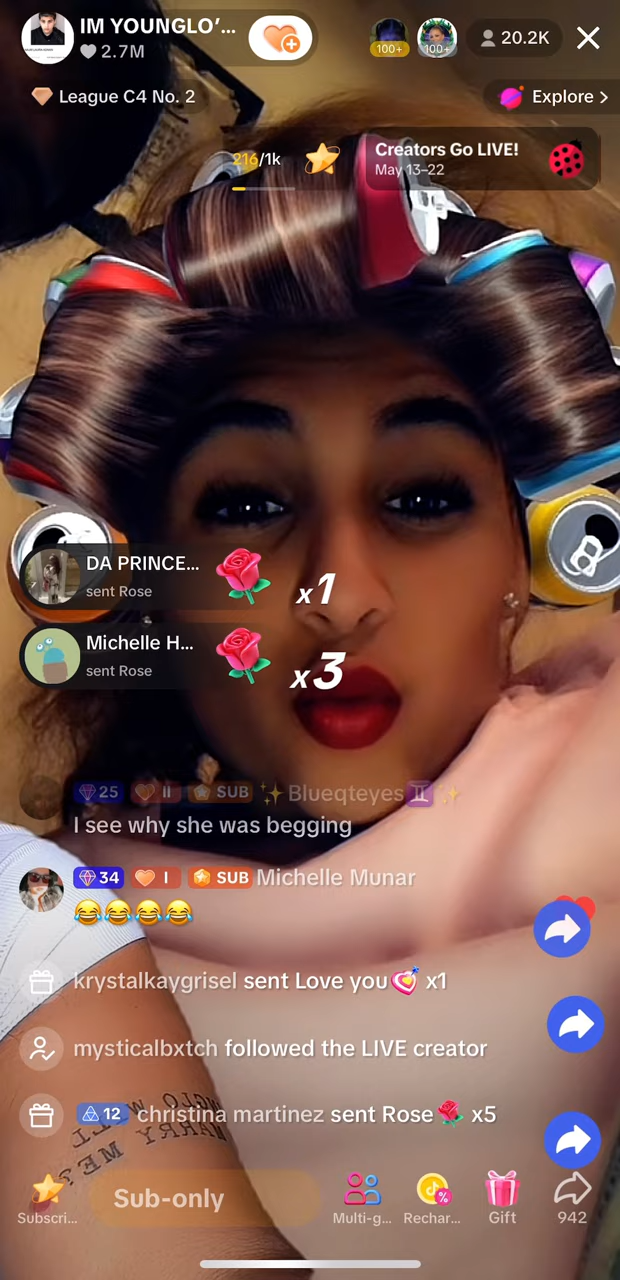 IM YOUNGLO'...
2.7M
100+
100+
20.2K
League C4 No. 2
Explore >
216/1k
Creators Go LIVE!
May 13–22
DA PRINCE...
sent Rose
x1
Michelle H...
sent Rose
x3
25 II SUB ✨Blueqteyes♊✨
I see why she was begging
34 I SUB Michelle Munar
😂😂😂😂
krystalkaygrisel sent Love you💘 x1
mysticalbxtch followed the LIVE creator
12 christina martinez sent Rose🌹 x5
MARRY ME?
Subscri...
Sub-only
Multi-g...
Rechar...
Gift
942